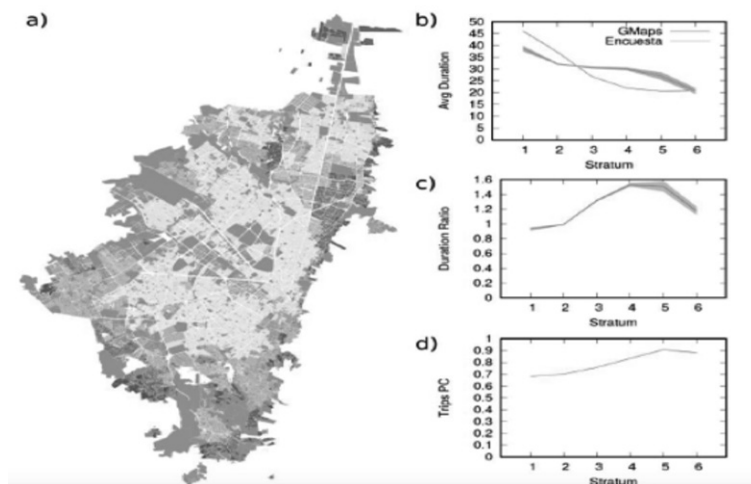 a)
b)
50
45
40
35
30
25
20
15
10
5
0
Avg Duration
GMaps
Encuesta
1 2 3 4 5 6
Stratum
c)
1.6
1.4
1.2
1
0.8
0.6
0.4
0.2
0
Duration Ratio
1 2 3 4 5 6
Stratum
d)
1
0.9
0.8
0.7
0.6
0.5
0.4
0.3
0.2
0.1
0
Trips PC
1 2 3 4 5 6
Stratum